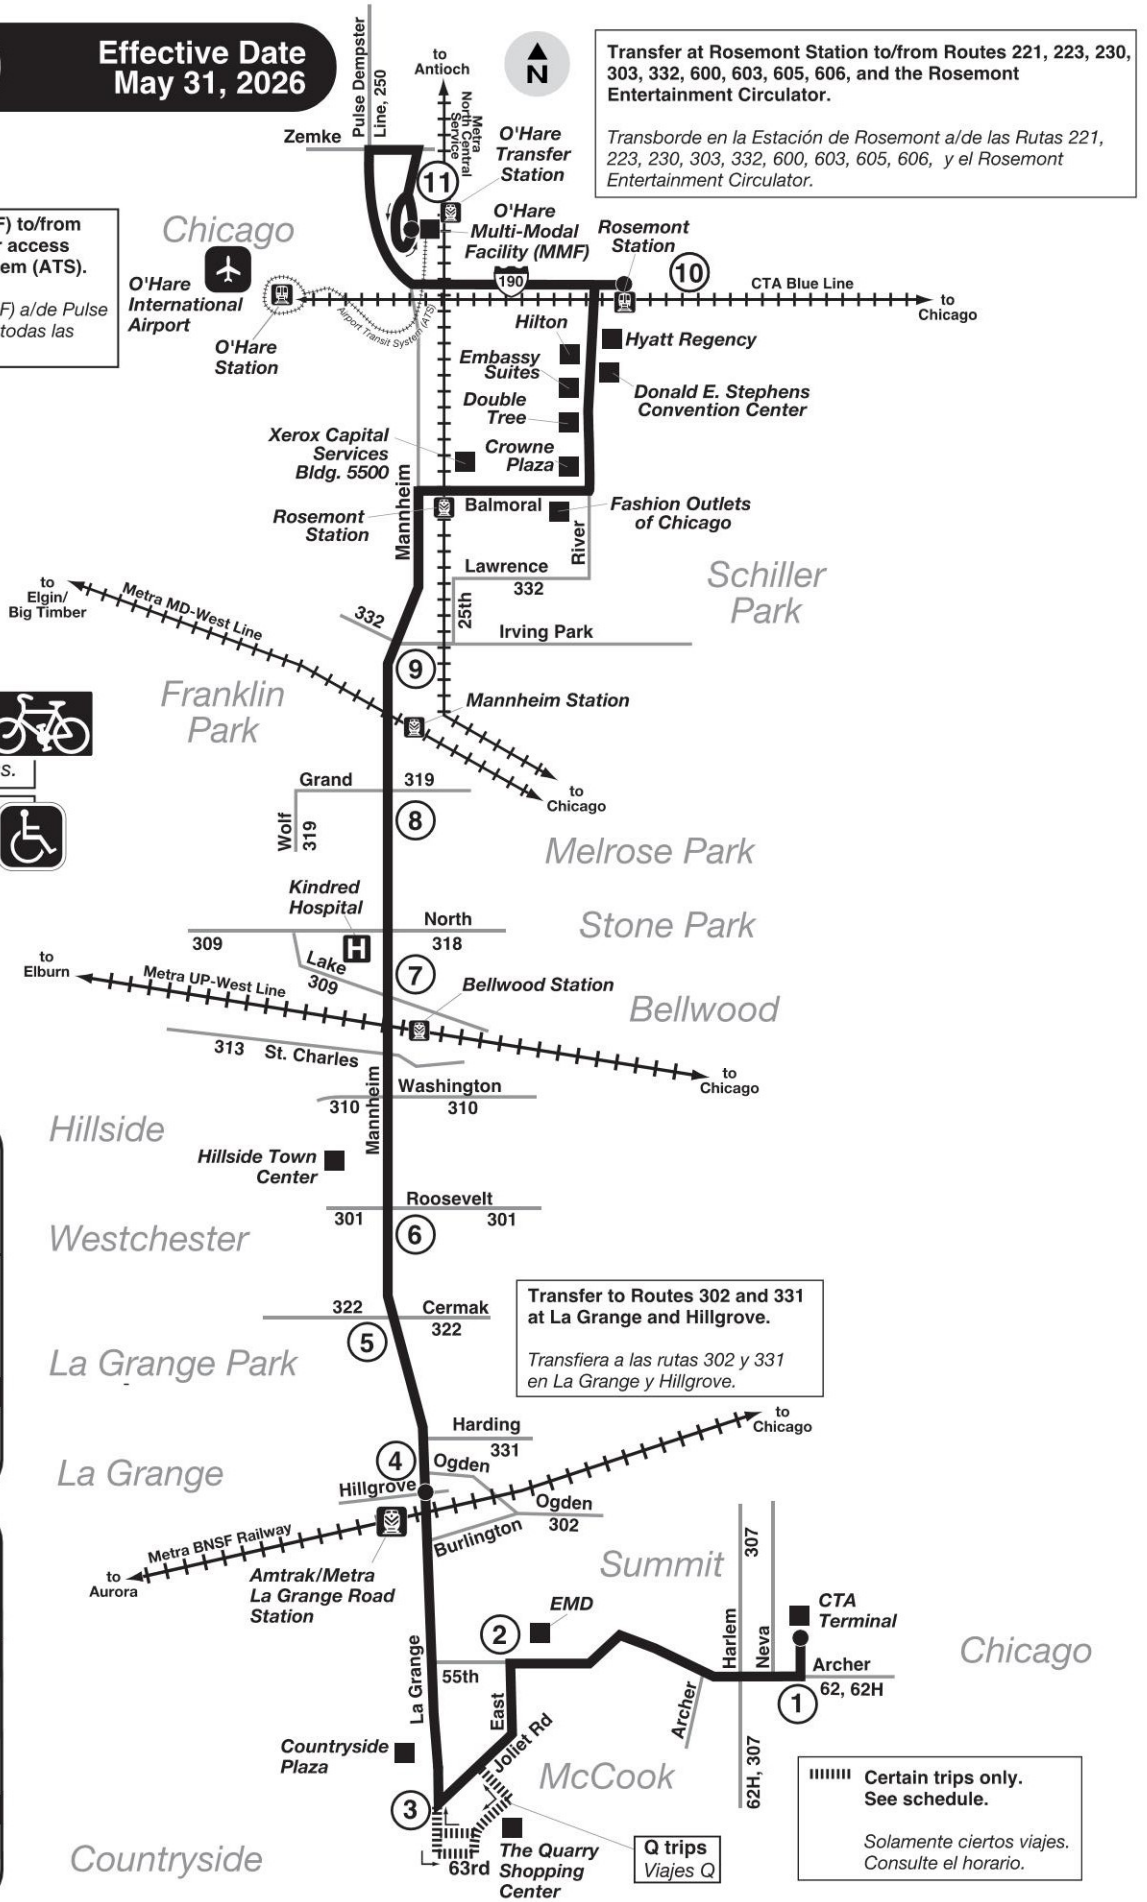 Effective Date
May 31, 2026
Pulse Dempster
Line, 250
to
Antioch
N
Metra
North Central
Service
Transfer at Rosemont Station to/from Routes 221, 223, 230,
303, 332, 600, 603, 605, 606, and the Rosemont
Entertainment Circulator.
Transborde en la Estación de Rosemont a/de las Rutas 221,
223, 230, 303, 332, 600, 603, 605, 606, y el Rosemont
Entertainment Circulator.
Zemke
11
O'Hare
Transfer
Station
F) to/from
r access
em (ATS).
F) a/de Pulse
todas las
Chicago
O'Hare
Multi-Modal
Facility (MMF)
Rosemont
Station
10
190
O'Hare
International
Airport
CTA Blue Line
to
Chicago
Airport Transit System (ATS)
O'Hare
Station
Hilton
Hyatt Regency
Embassy
Suites
Donald E. Stephens
Convention Center
Double
Tree
Xerox Capital
Services
Bldg. 5500
Crowne
Plaza
Mannheim
Balmoral
Rosemont
Station
Fashion Outlets
of Chicago
River
Lawrence
332
Schiller
Park
to
Elgin/
Big Timber
Metra MD-West Line
332
25th
Irving Park
9
Franklin
Park
Mannheim Station
s.
Grand
319
to
Chicago
Wolf
319
8
Melrose Park
Kindred
Hospital
H
North
318
309
Stone Park
Lake
309
7
to
Elburn
Metra UP-West Line
Bellwood Station
Bellwood
313
St. Charles
to
Chicago
Mannheim
Washington
310
310
Hillside
Hillside Town
Center
Roosevelt
301
301
6
Westchester
322
Cermak
322
5
Transfer to Routes 302 and 331
at La Grange and Hillgrove.
Transfiera a las rutas 302 y 331
en La Grange y Hillgrove.
La Grange Park
to
Chicago
Harding
331
4
Ogden
La Grange
Hillgrove
Ogden
302
Burlington
Metra BNSF Railway
to
Aurora
Amtrak/Metra
La Grange Road
Station
Summit
307
EMD
2
CTA
Terminal
Harlem
Neva
Chicago
La Grange
55th
Archer
62, 62H
East
Archer
1
Joliet Rd
Countryside
Plaza
McCook
62H, 307
Certain trips only.
See schedule.
Solamente ciertos viajes.
Consulte el horario.
3
Q trips
Viajes Q
63rd
The Quarry
Shopping
Center
Countryside